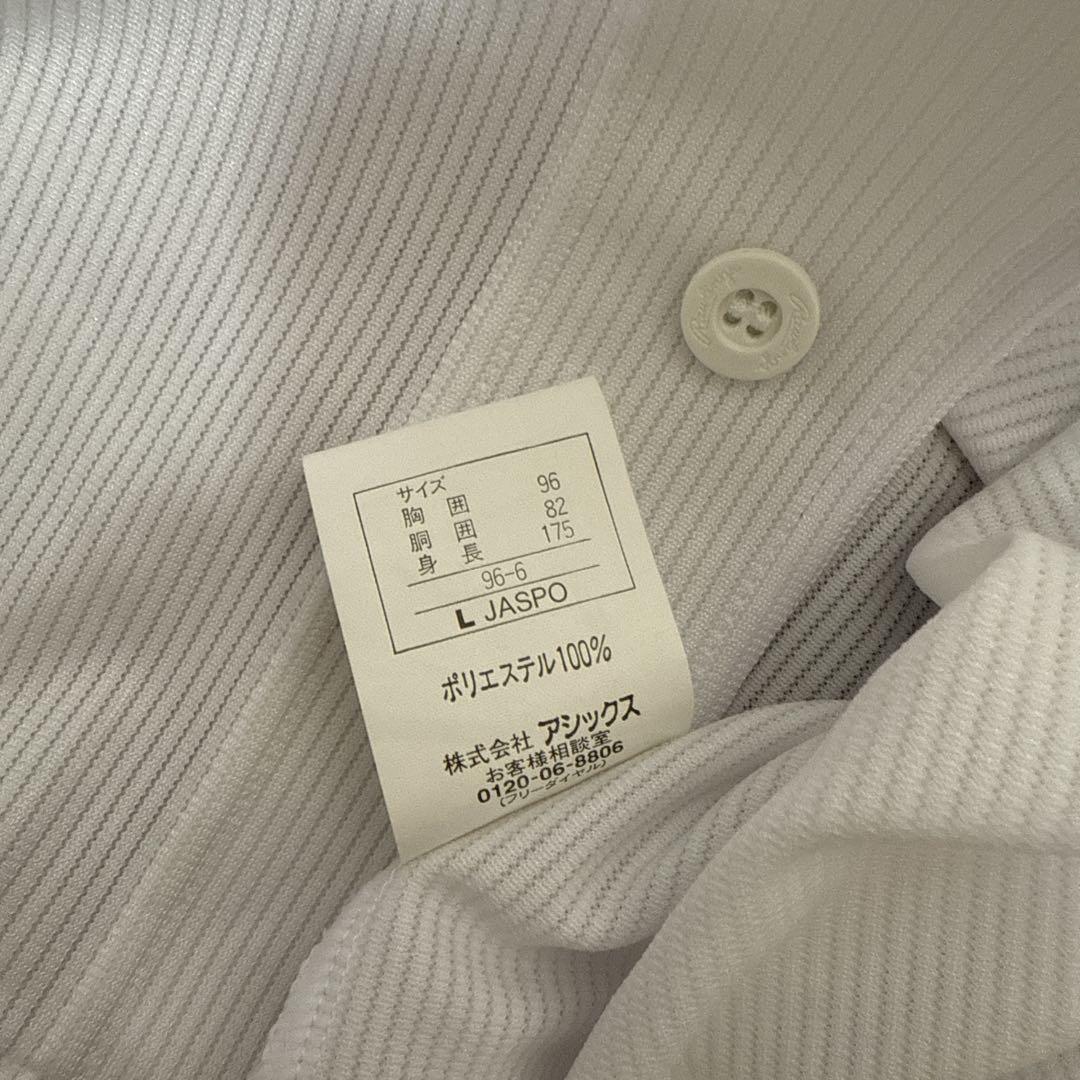 サイズ
胸 囲 96
胴 囲 82
身 長 175
96-6
L JASPO
ポリエステル100%
株式会社 アシックス
お客様相談室
0120-06-8806
(フリーダイヤル)